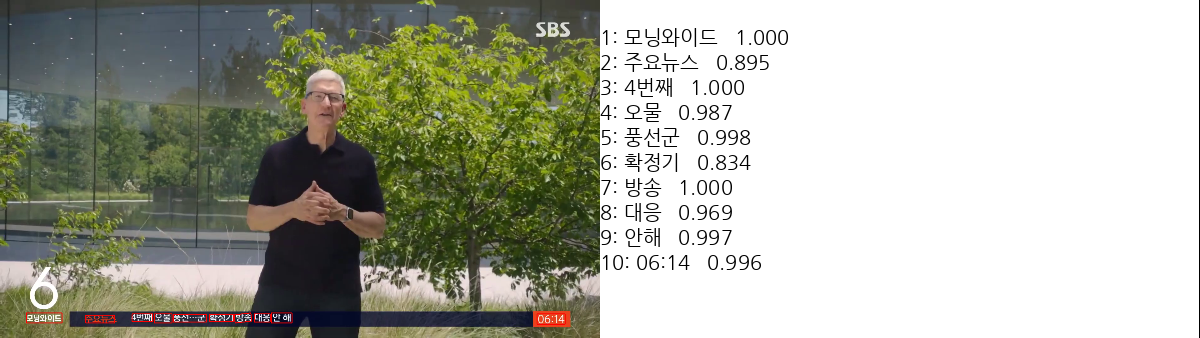 SBS
6
모닝와이드
주요뉴스 4번째 오물 풍선…군 확정기 방송 대응 안 해
06:14
1: 모닝와이드 1.000
2: 주요뉴스 0.895
3: 4번째 1.000
4: 오물 0.987
5: 풍선군 0.998
6: 확정기 0.834
7: 방송 1.000
8: 대응 0.969
9: 안해 0.997
10: 06:14 0.996